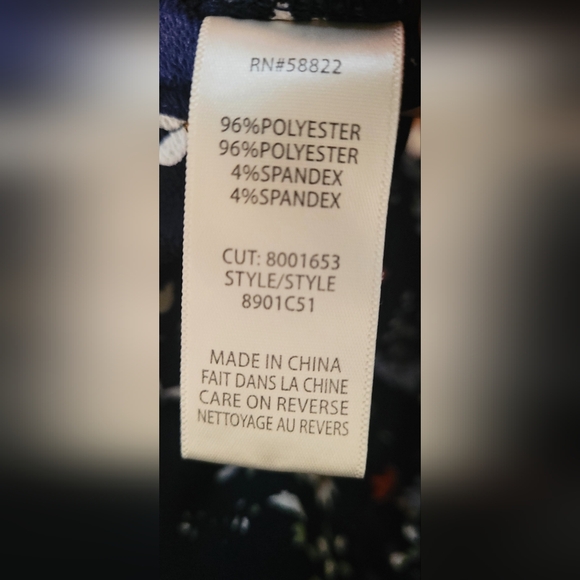 RN#58822
96%POLYESTER
96%POLYESTER
4%SPANDEX
4%SPANDEX
CUT: 8001653
STYLE/STYLE
8901C51
MADE IN CHINA
FAIT DANS LA CHINE
CARE ON REVERSE
NETTOYAGE AU REVERS